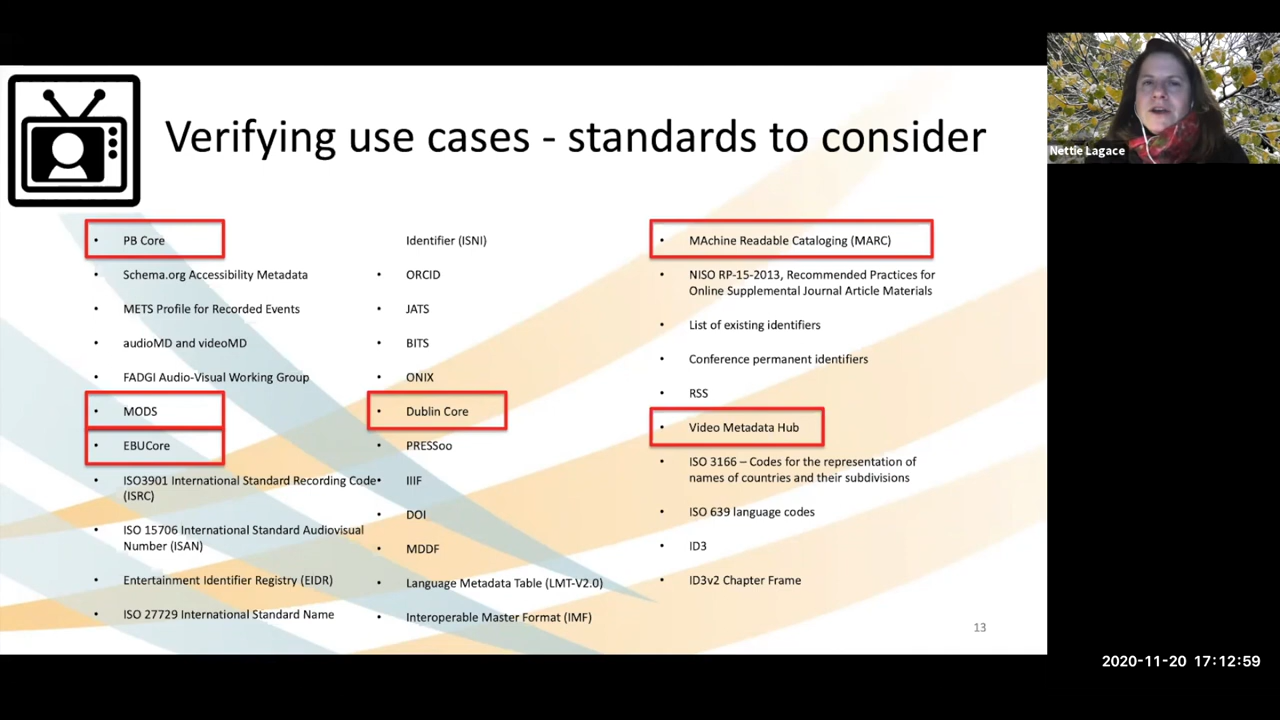 Verifying use cases - standards to consider
• PB Core
• Schema.org Accessibility Metadata
• METS Profile for Recorded Events
• audioMD and videoMD
• FADGI Audio-Visual Working Group
• MODS
• EBUCore
• ISO3901 International Standard Recording Code
(ISRC)
• ISO 15706 International Standard Audiovisual
Number (ISAN)
• Entertainment Identifier Registry (EIDR)
• ISO 27729 International Standard Name
Identifier (ISNI)
• ORCID
• JATS
• BITS
• ONIX
• Dublin Core
• PRESSoo
• IIIF
• DOI
• MDDF
• Language Metadata Table (LMT-V2.0)
• Interoperable Master Format (IMF)
• MAchine Readable Cataloging (MARC)
• NISO RP-15-2013, Recommended Practices for
Online Supplemental Journal Article Materials
• List of existing identifiers
• Conference permanent identifiers
• RSS
• Video Metadata Hub
• ISO 3166 – Codes for the representation of
names of countries and their subdivisions
• ISO 639 language codes
• ID3
• ID3v2 Chapter Frame
13
Nettie Lagace
2020-11-20 17:12:59